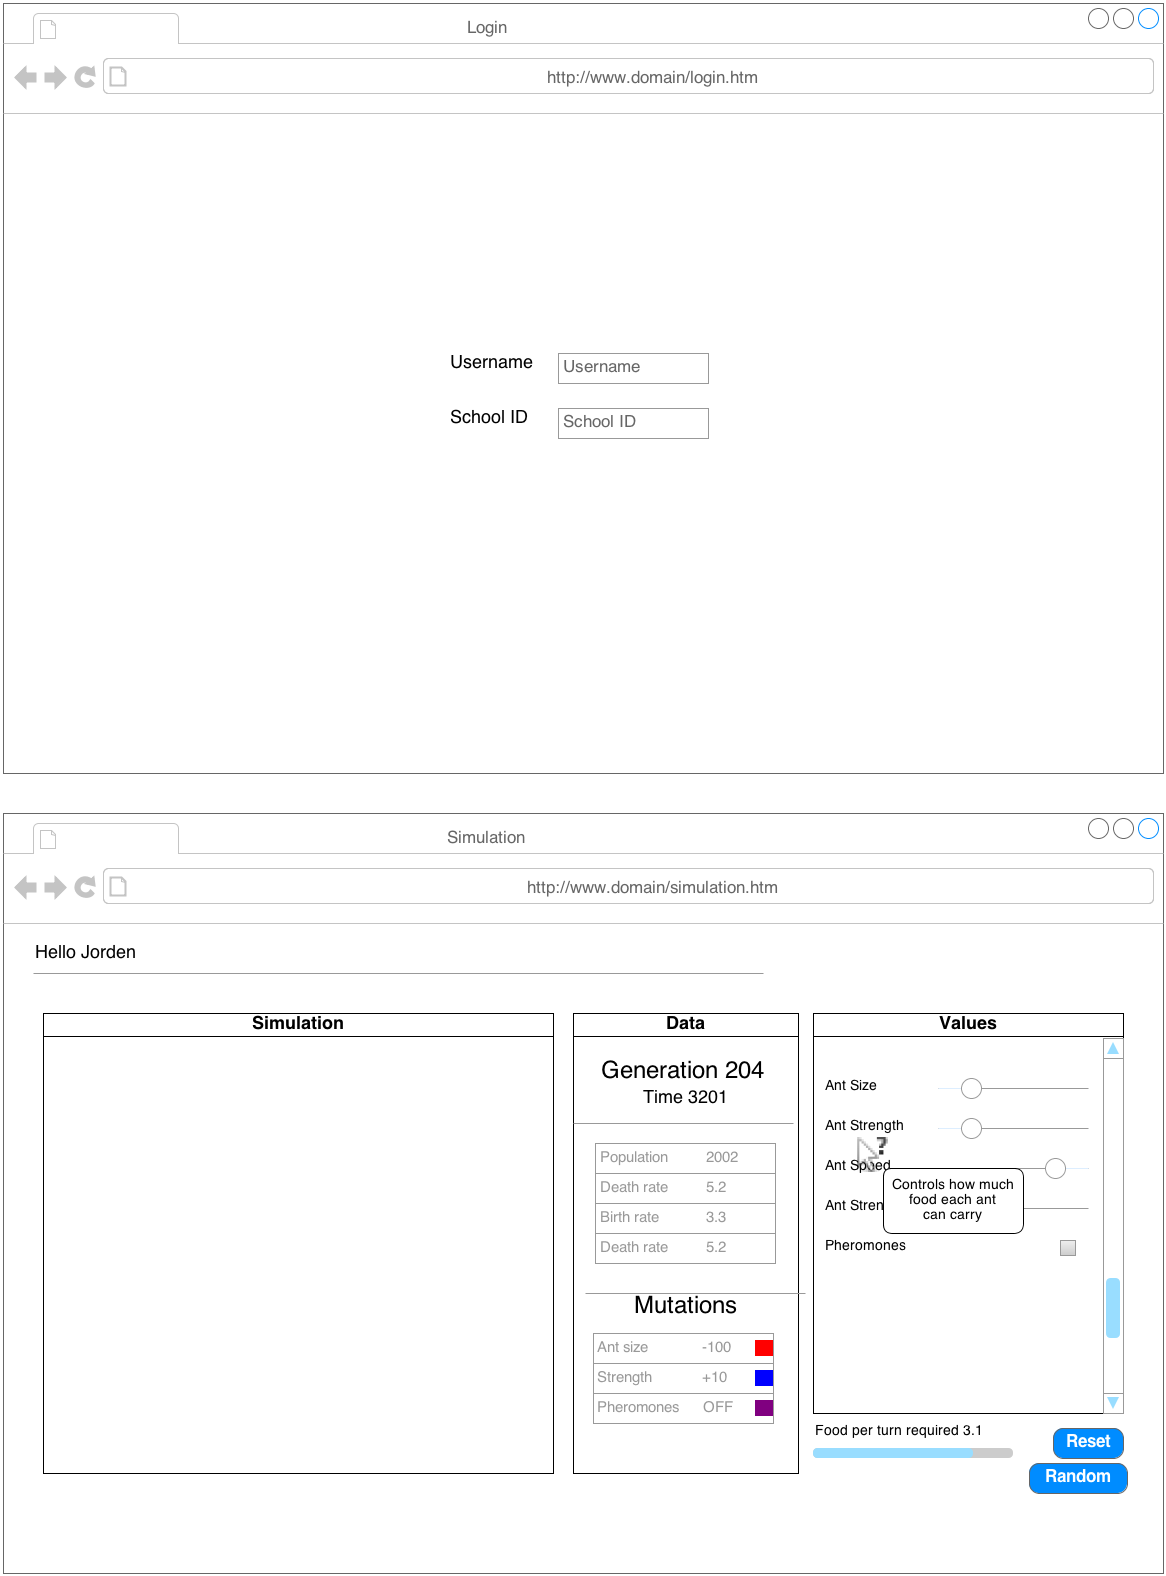 Login
http://www.domain/login.htm
Username
Username
School ID
School ID
Simulation
http://www.domain/simulation.htm
Hello Jorden
Simulation
Data
Generation 204
Time 3201
Population 2002
Death rate 5.2
Birth rate 3.3
Death rate 5.2
Mutations
Ant size -100
Strength +10
Pheromones OFF
Values
Ant Size
Ant Strength
?
Ant Speed
Controls how much
food each ant
can carry
Ant Stren
Pheromones
Food per turn required 3.1
Reset
Random